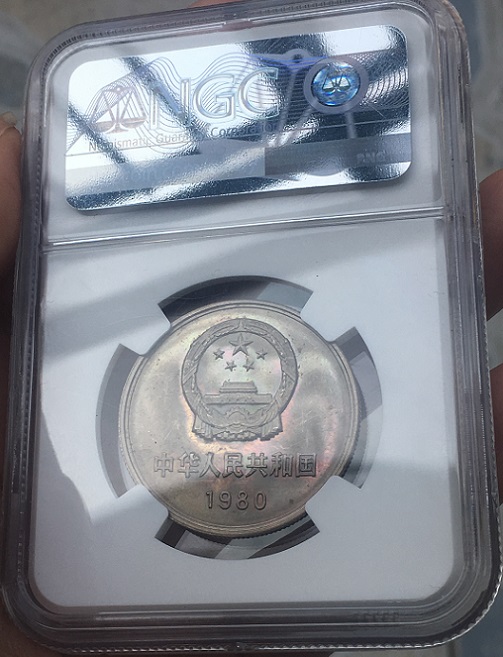 NGC
Numismatic Guaranty Corporation
中华人民共和国
1980